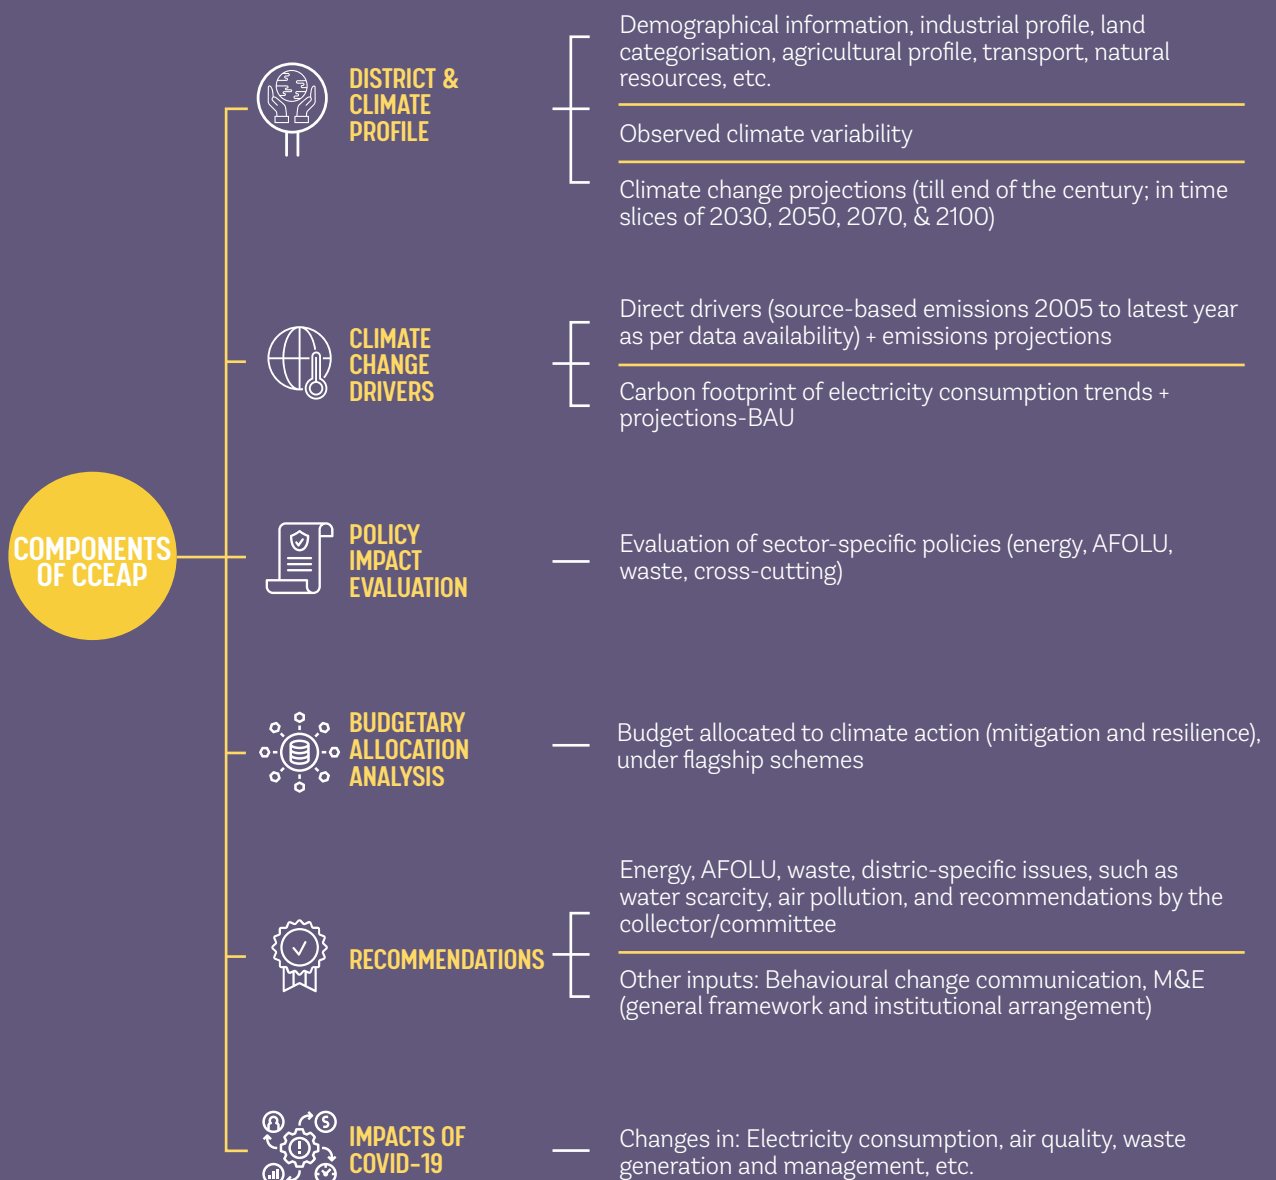 COMPONENTS
OF CCEAP
DISTRICT &
CLIMATE
PROFILE
Demographical information, industrial profile, land
categorisation, agricultural profile, transport, natural
resources, etc.
Observed climate variability
Climate change projections (till end of the century; in time
slices of 2030, 2050, 2070, & 2100)
CLIMATE
CHANGE
DRIVERS
Direct drivers (source-based emissions 2005 to latest year
as per data availability) + emissions projections
Carbon footprint of electricity consumption trends +
projections-BAU
POLICY
IMPACT
EVALUATION
Evaluation of sector-specific policies (energy, AFOLU,
waste, cross-cutting)
BUDGETARY
ALLOCATION
ANALYSIS
Budget allocated to climate action (mitigation and resilience),
under flagship schemes
RECOMMENDATIONS
Energy, AFOLU, waste, distric-specific issues, such as
water scarcity, air pollution, and recommendations by the
collector/committee
Other inputs: Behavioural change communication, M&E
(general framework and institutional arrangement)
IMPACTS OF
COVID-19
Changes in: Electricity consumption, air quality, waste
generation and management, etc.